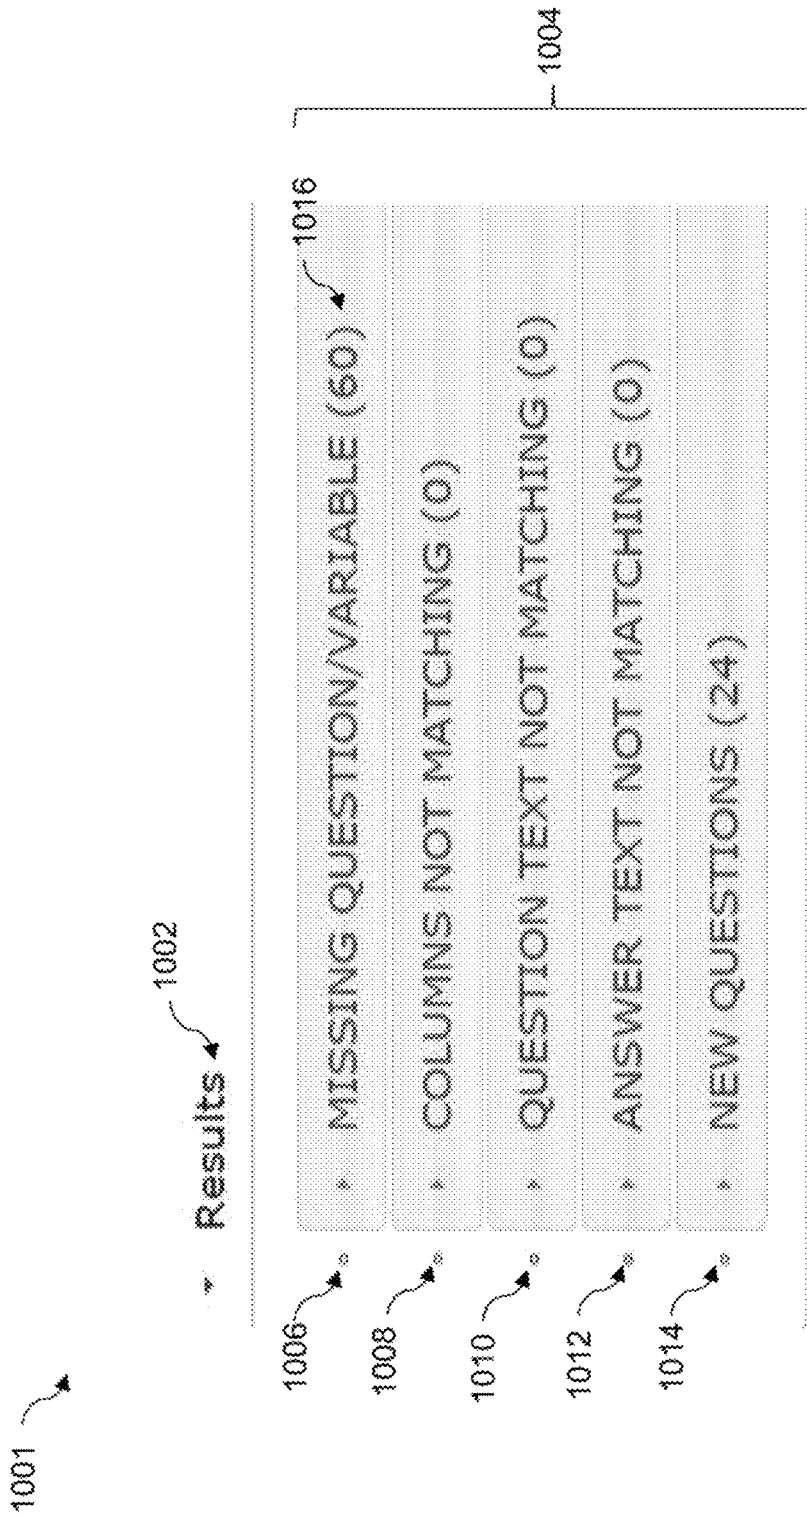 1001
Results
1002
1004
1006
MISSING QUESTION/VARIABLE (60)
1016
1008
COLUMNS NOT MATCHING (0)
1010
QUESTION TEXT NOT MATCHING (0)
1012
ANSWER TEXT NOT MATCHING (0)
1014
NEW QUESTIONS (24)